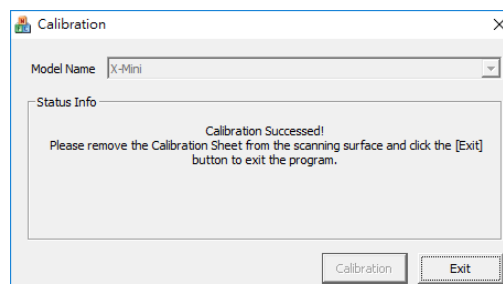 Calibration
Model Name X-Mini
Status Info
Calibration Successed!
Please remove the Calibration Sheet from the scanning surface and click the [Exit]
button to exit the program.
Calibration Exit